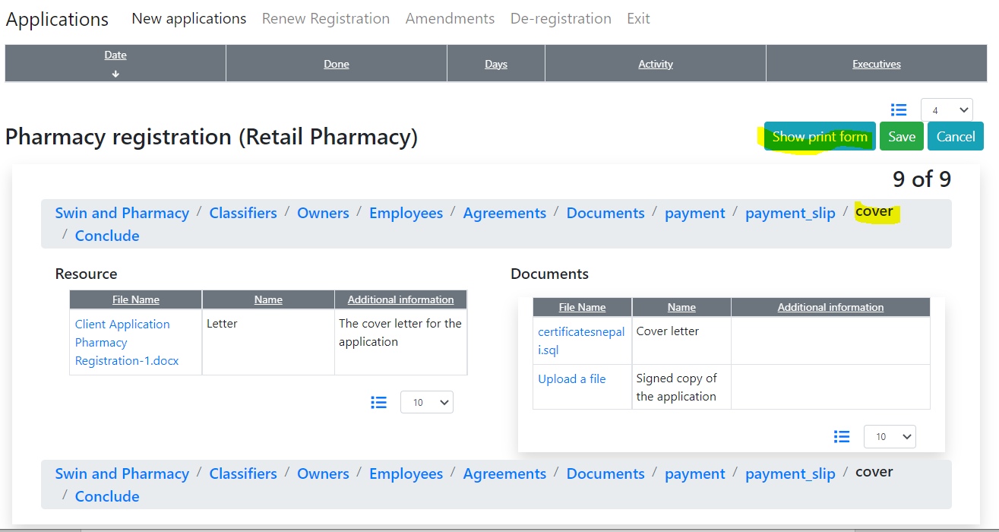 Applications New applications Renew Registration Amendments De-registration Exit
Date Done Days Activity Executives
4
Pharmacy registration (Retail Pharmacy) Show print form Save Cancel
9 of 9
Swin and Pharmacy / Classifiers / Owners / Employees / Agreements / Documents / payment / payment_slip / cover
/ Conclude
Resource
File Name Name Additional information
Client Application Letter The cover letter for the
Pharmacy application
Registration-1.docx
10
Documents
File Name Name Additional information
certificatesnepal Cover letter
i.sql
Upload a file Signed copy of
the application
10
Swin and Pharmacy / Classifiers / Owners / Employees / Agreements / Documents / payment / payment_slip / cover
/ Conclude